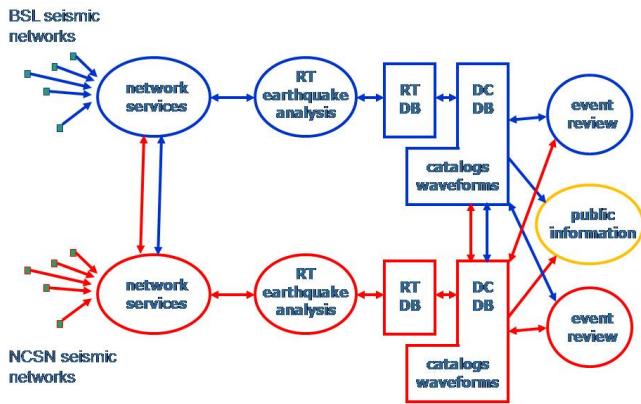 BSL seismic
networks
network
services
RT
earthquake
analysis
RT
DB
DC
DB
catalogs
waveforms
event
review
public
information
network
services
RT
earthquake
analysis
RT
DB
DC
DB
catalogs
waveforms
event
review
NCSN seismic
networks